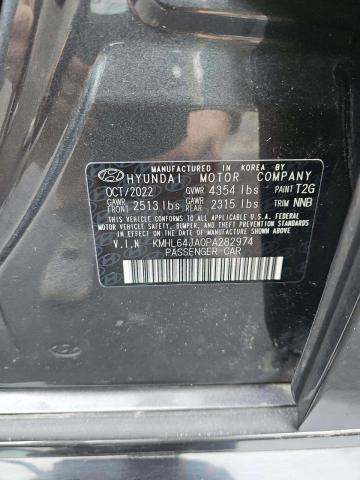 MANUFACTURED IN KOREA BY
HYUNDAI MOTOR COMPANY
OCT/2022 GVWR 4354 lbs PAINT T2G
GAWR FRONT 2513 lbs GAWR REAR 2315 lbs TRIM NNB
THIS VEHICLE CONFORMS TO ALL APPLICABLE U.S.A. FEDERAL
MOTOR VEHICLE SAFETY, BUMPER, AND THEFT PREVENTION
STANDARDS IN EFFECT ON THE DATE OF MANUFACTURE SHOWN ABOVE.
V.I.N KMHL64JA0PA282974
PASSENGER CAR